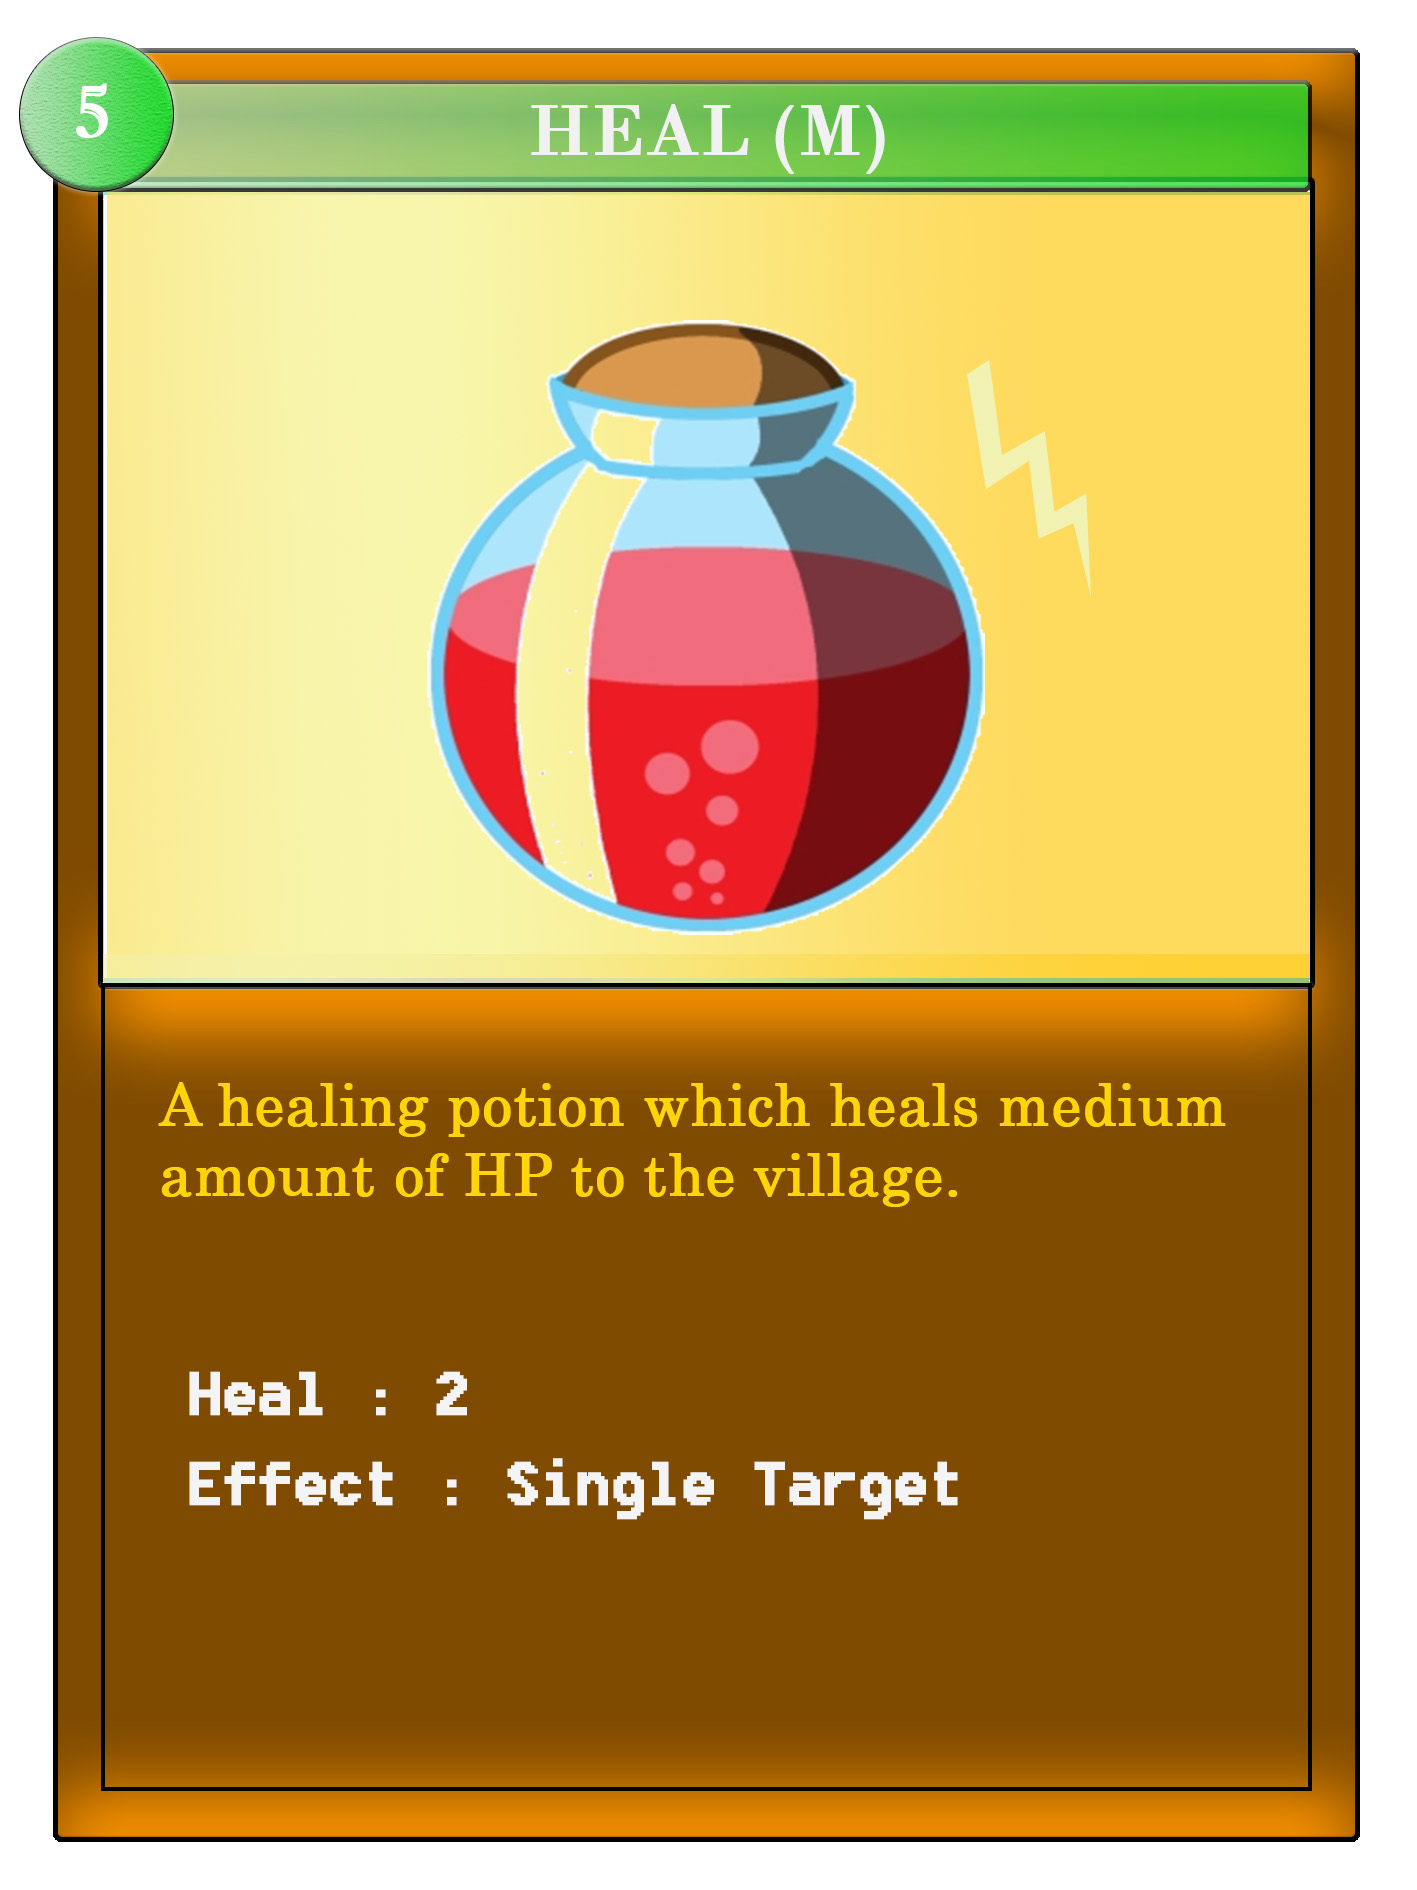 5
HEAL (M)
A healing potion which heals medium
amount of HP to the village.
Heal : 2
Effect : Single Target